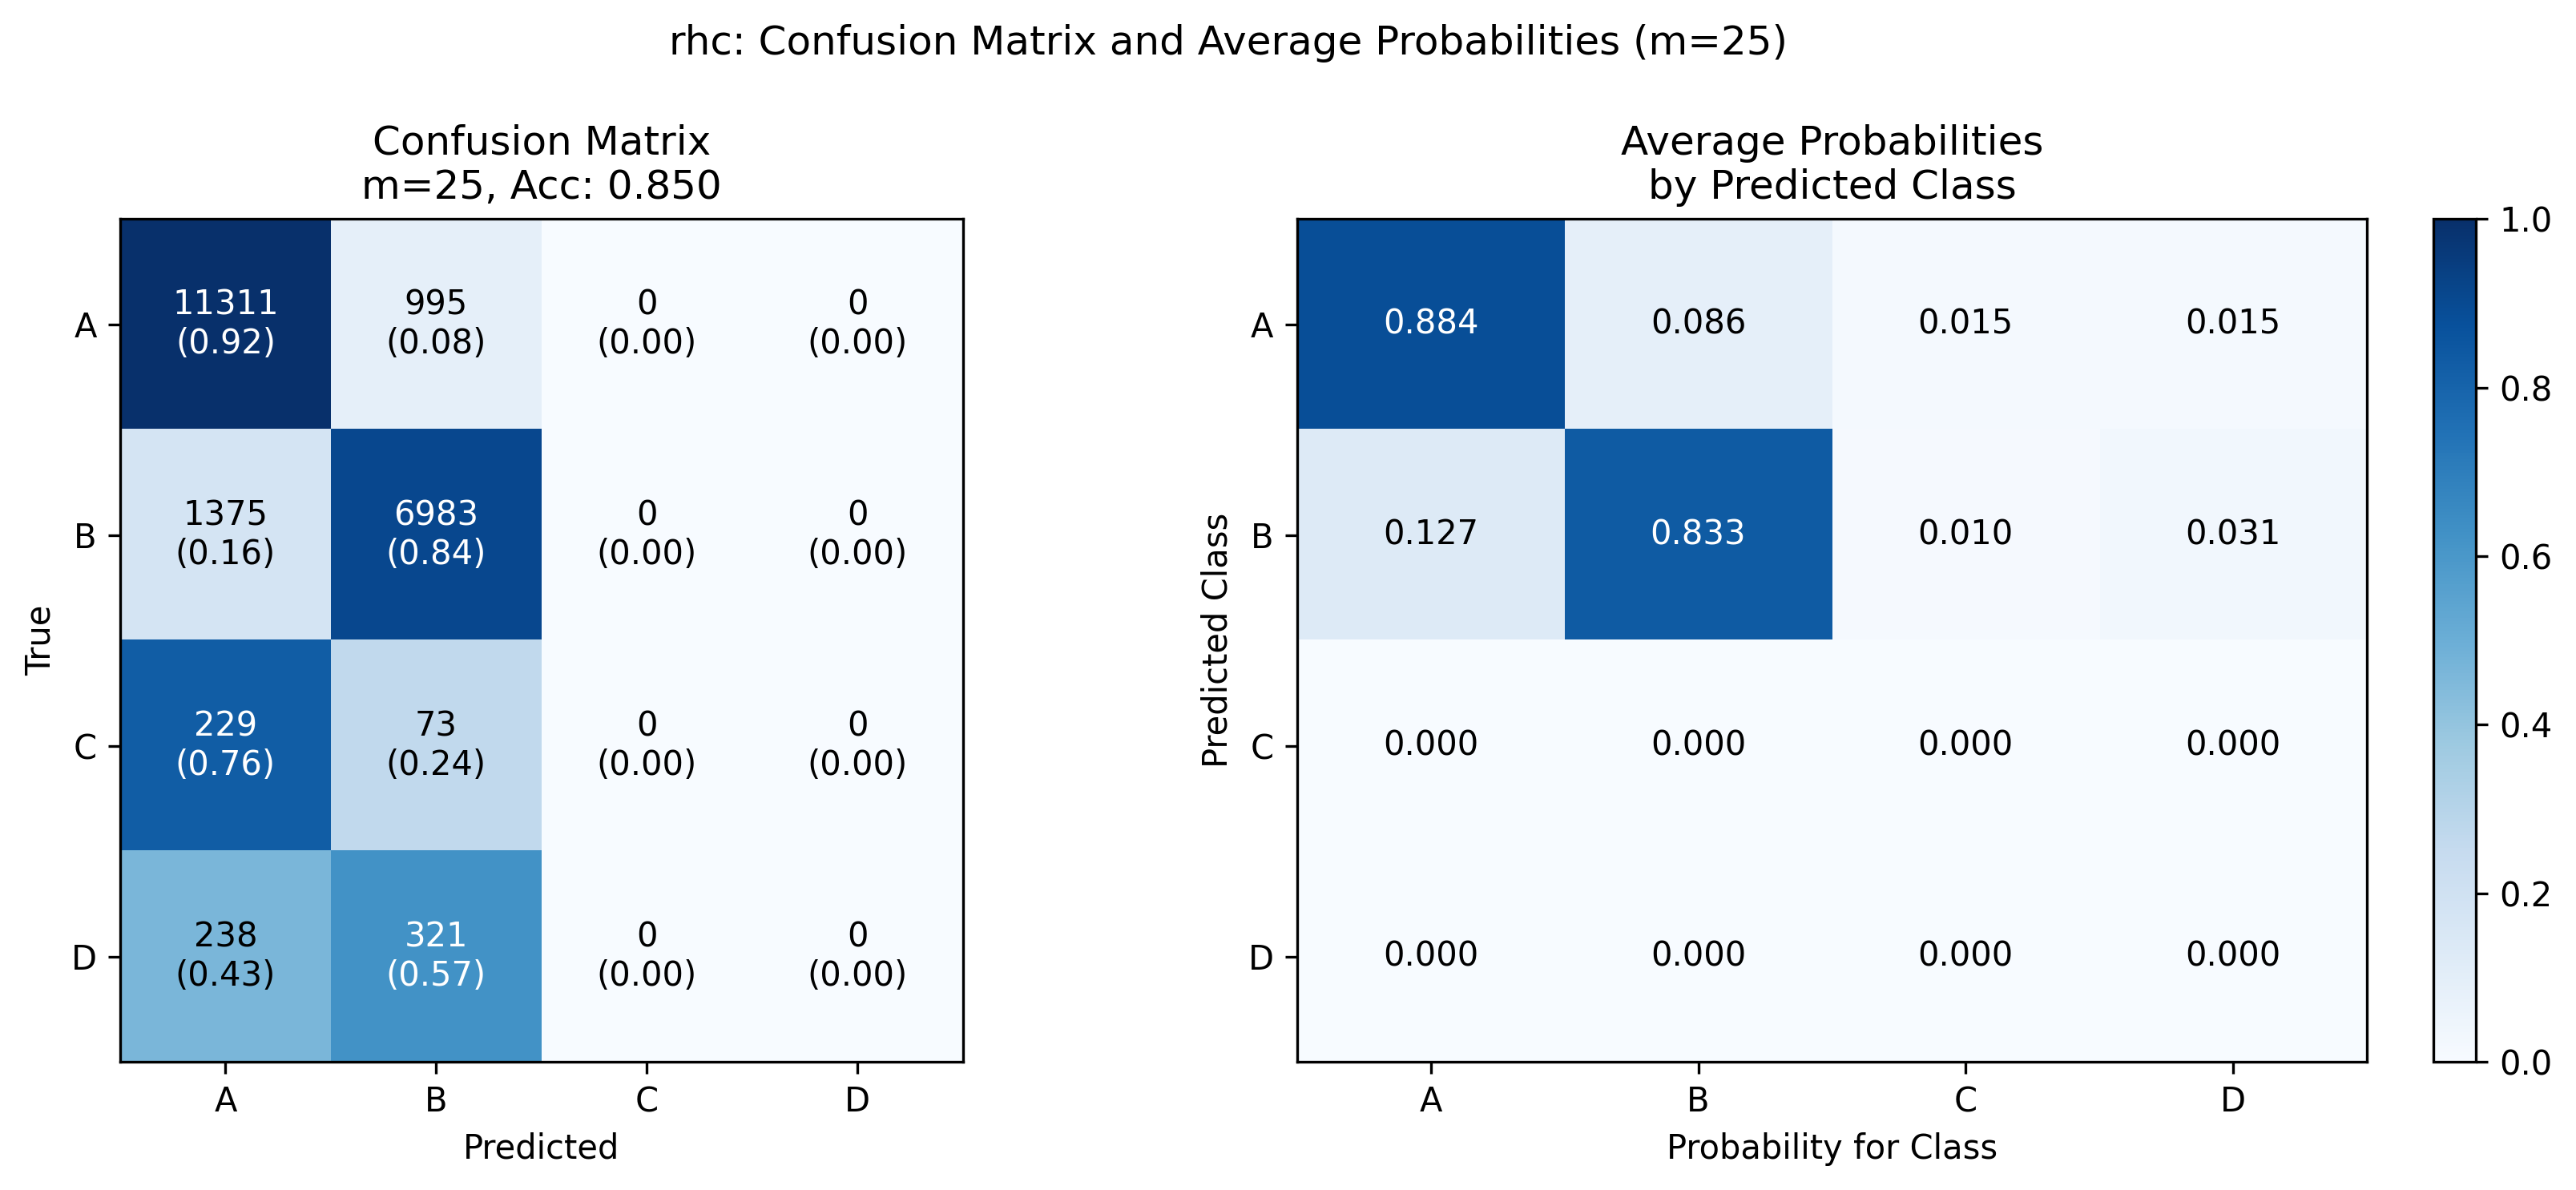 rhc: Confusion Matrix and Average Probabilities (m=25)
Confusion Matrix
m=25, Acc: 0.850
True
A
11311 995 0 0
(0.92) (0.08) (0.00) (0.00)
B
1375 6983 0 0
(0.16) (0.84) (0.00) (0.00)
C
229 73 0 0
(0.76) (0.24) (0.00) (0.00)
D
238 321 0 0
(0.43) (0.57) (0.00) (0.00)
A B C D
Predicted
Average Probabilities
by Predicted Class
Predicted Class
A 0.884 0.086 0.015 0.015
B 0.127 0.833 0.010 0.031
C 0.000 0.000 0.000 0.000
D 0.000 0.000 0.000 0.000
A B C D
Probability for Class
1.0
0.8
0.6
0.4
0.2
0.0